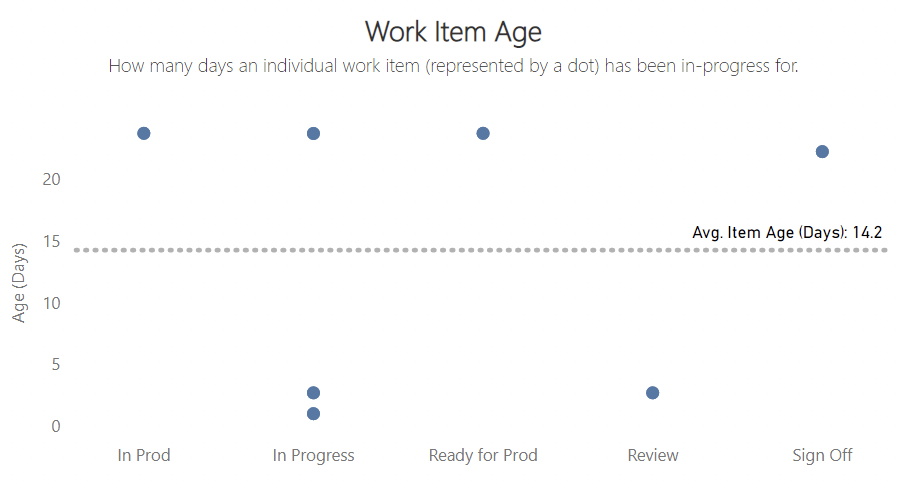 Work Item Age
How many days an individual work item (represented by a dot) has been in-progress for.
20
Avg. Item Age (Days): 14.2
15
Age (Days)
10
5
0
In Prod
In Progress
Ready for Prod
Review
Sign Off